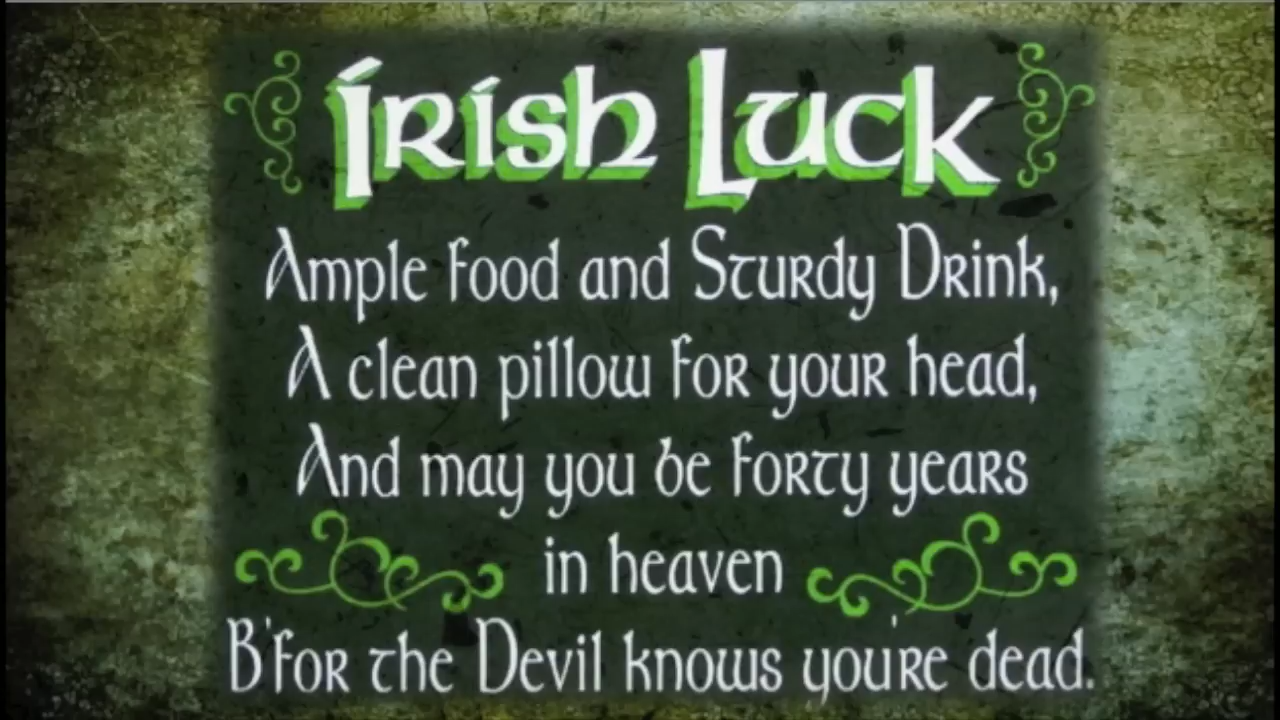 Irish Luck
Ample Food and Sturdy Drink,
A clean pillow for your head,
And may you be forty years
in heaven
B'for the Devil knows you're dead.